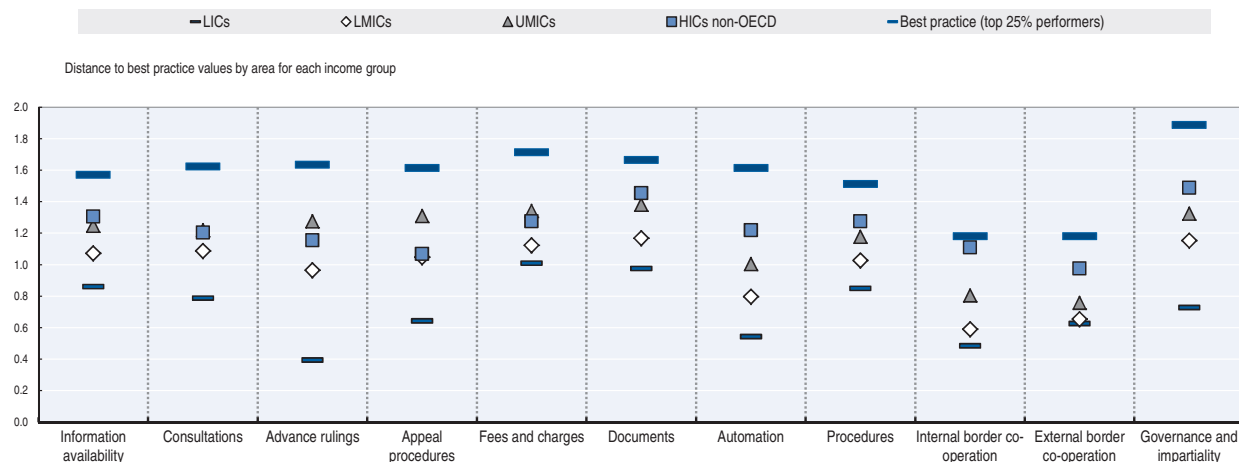 LICs LMICs UMICs HICs non-OECD Best practice (top 25% performers)
Distance to best practice values by area for each income group
2.0
1.8
1.6
1.4
1.2
1.0
0.8
0.6
0.4
0.2
0.0
Information availability
Consultations
Advance rulings
Appeal procedures
Fees and charges
Documents
Automation
Procedures
Internal border co-operation
External border co-operation
Governance and impartiality